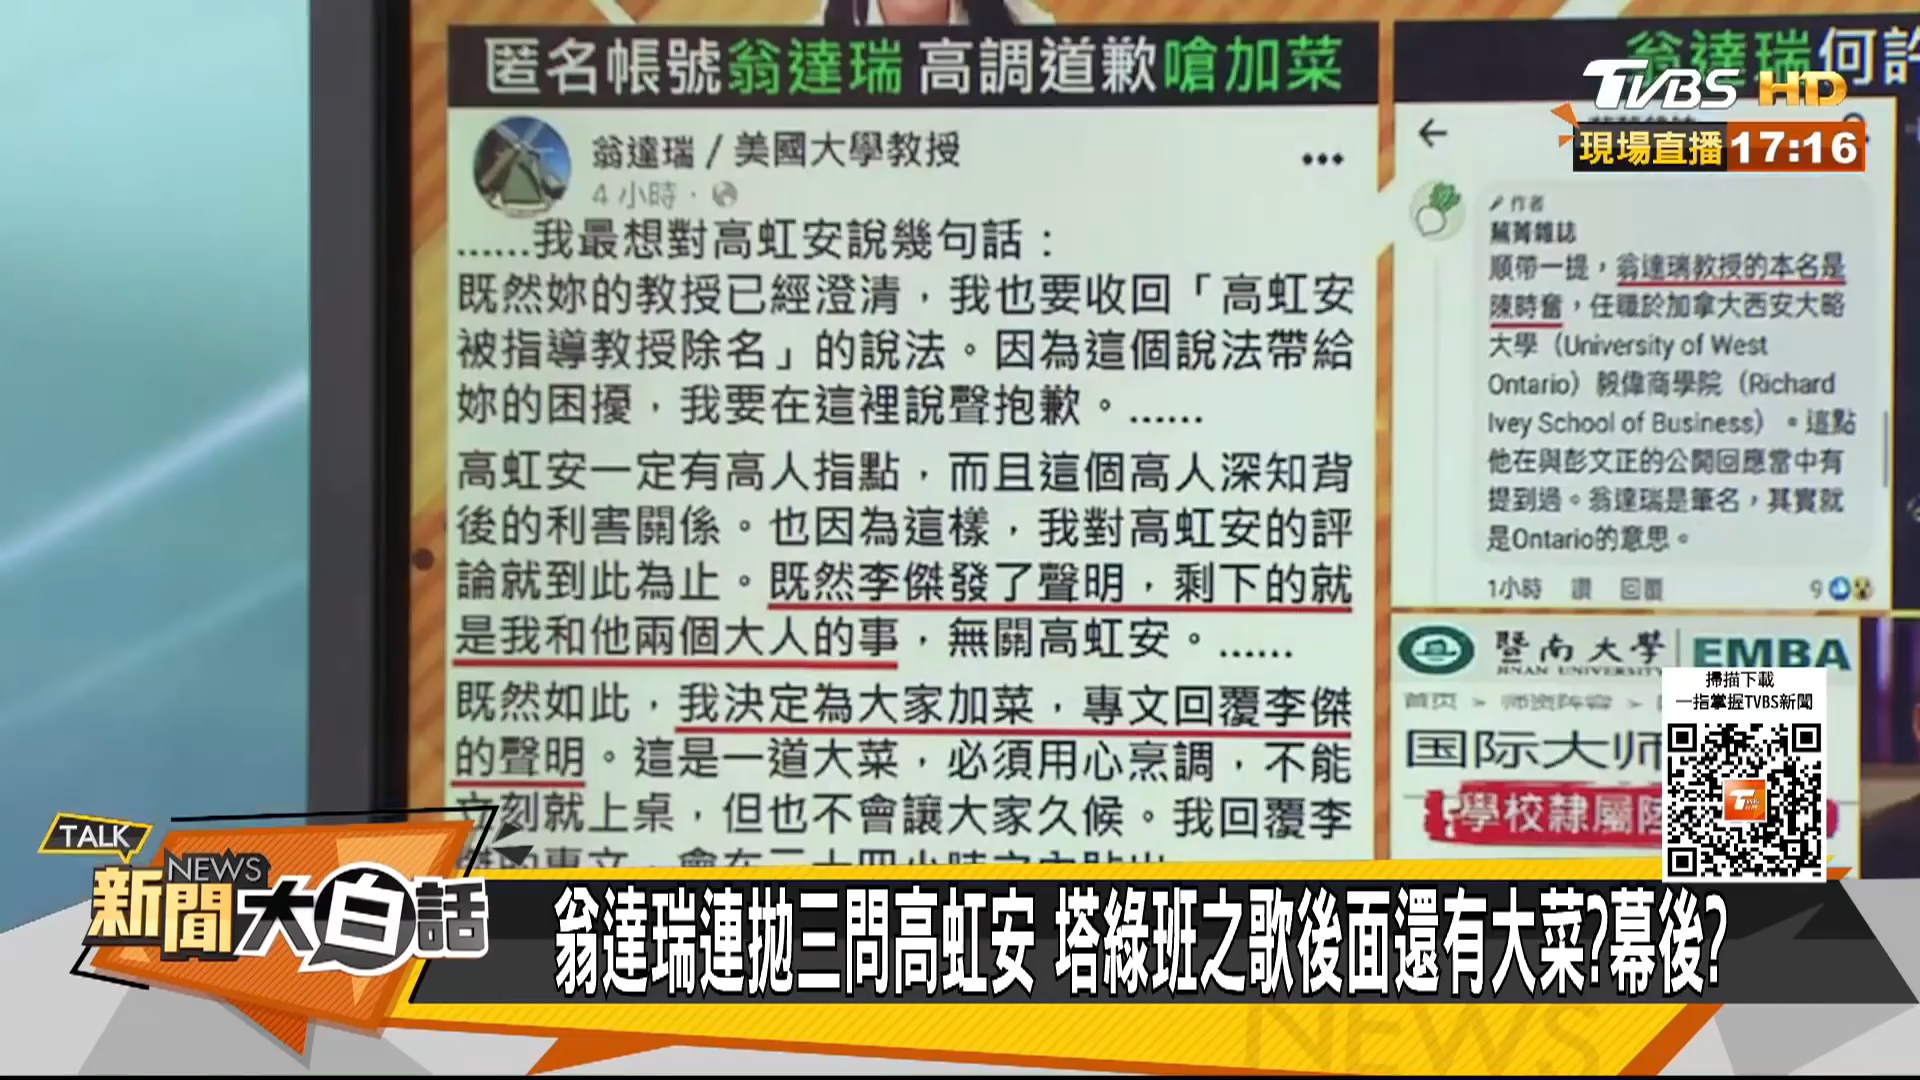 匿名帳號翁達瑞 高調道歉嗆加菜
翁達瑞 / 美國大學教授
4 小時 ·
......我最想對高虹安說幾句話：
既然妳的教授已經澄清，我也要收回「高虹安
被指導教授除名」的說法。因為這個說法帶給
妳的困擾，我要在這裡說聲抱歉。......
高虹安一定有高人指點，而且這個高人深知背
後的利害關係。也因為這樣，我對高虹安的評
論就到此為止。既然李傑發了聲明，剩下的就
是我和他兩個大人的事，無關高虹安。......
既然如此，我決定為大家加菜，專文回覆李傑
的聲明。這是一道大菜，必須用心烹調，不能
立刻就上桌，但也不會讓大家久候。我回覆李
翁達瑞何許
TVBS HD
現場直播 17:16
作者
蕪菁雜誌
順帶一提，翁達瑞教授的本名是
陳時奮，任職於加拿大西安大略
大學（University of West
Ontario）毅偉商學院（Richard
Ivey School of Business）。這點
他在與彭文正的公開回應當中有
提到過。翁達瑞是筆名，其實就
是Ontario的意思。
1小時 讚 回覆 9
暨南大學 EMBA
JINAN UNIVERSITY
首页 > 师资阵容 >
国际大师
學校隸屬
掃描下載
一指掌握TVBS新聞
TALK
NEWS
新聞大白話
翁達瑞連拋三問高虹安 塔綠班之歌後面還有大菜?幕後?
NEWS